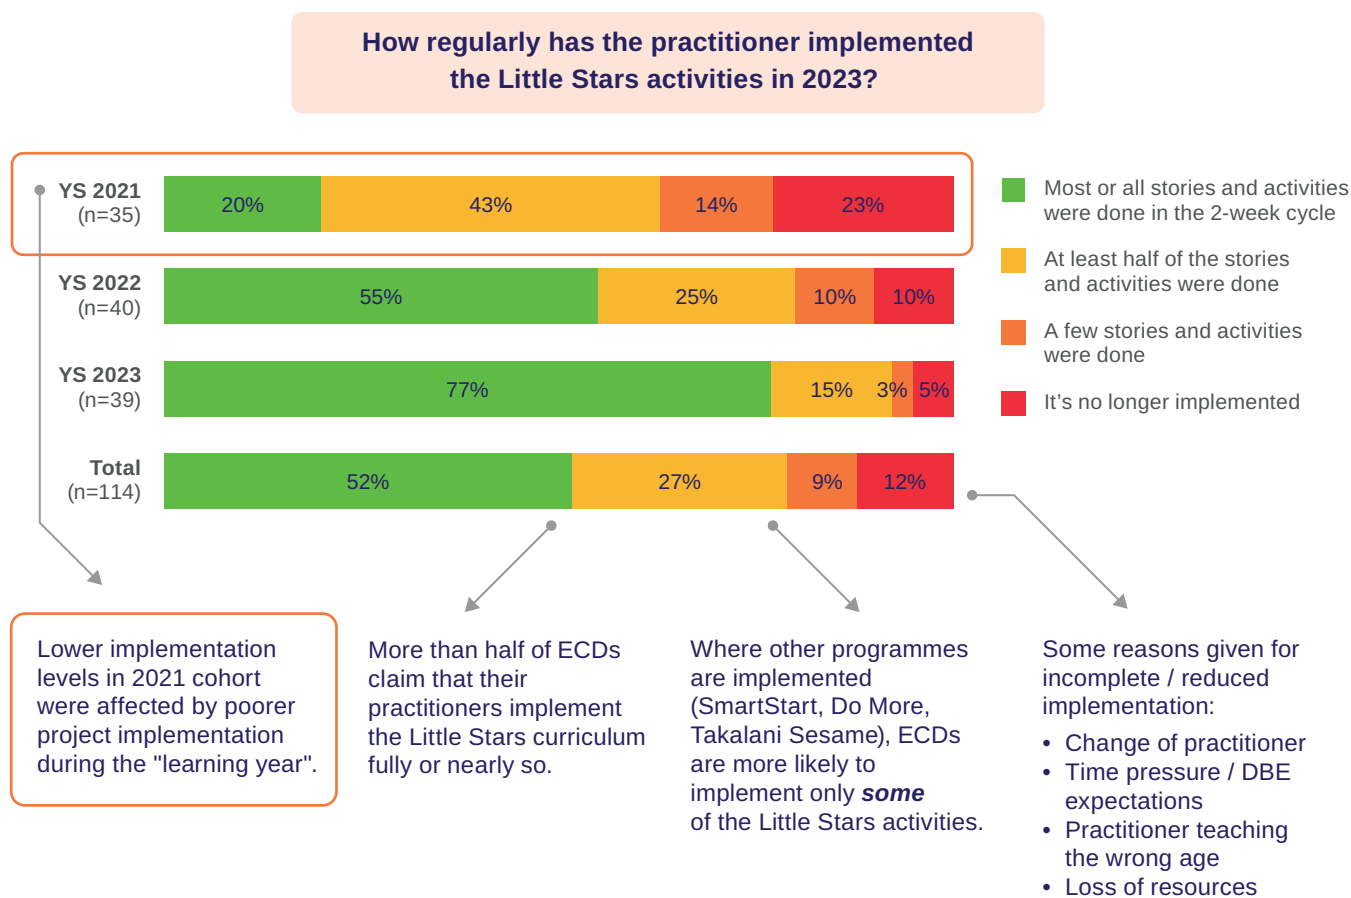 How regularly has the practitioner implemented
the Little Stars activities in 2023?
YS 2021
(n=35)
20%
43%
14%
23%
YS 2022
(n=40)
55%
25%
10%
10%
YS 2023
(n=39)
77%
15%
3%
5%
Total
(n=114)
52%
27%
9%
12%
Most or all stories and activities
were done in the 2-week cycle
At least half of the stories
and activities were done
A few stories and activities
were done
It’s no longer implemented
Lower implementation
levels in 2021 cohort
were affected by poorer
project implementation
during the "learning year".
More than half of ECDs
claim that their
practitioners implement
the Little Stars curriculum
fully or nearly so.
Where other programmes
are implemented
(SmartStart, Do More,
Takalani Sesame), ECDs
are more likely to
implement only some
of the Little Stars activities.
Some reasons given for
incomplete / reduced
implementation:
• Change of practitioner
• Time pressure / DBE
expectations
• Practitioner teaching
the wrong age
• Loss of resources